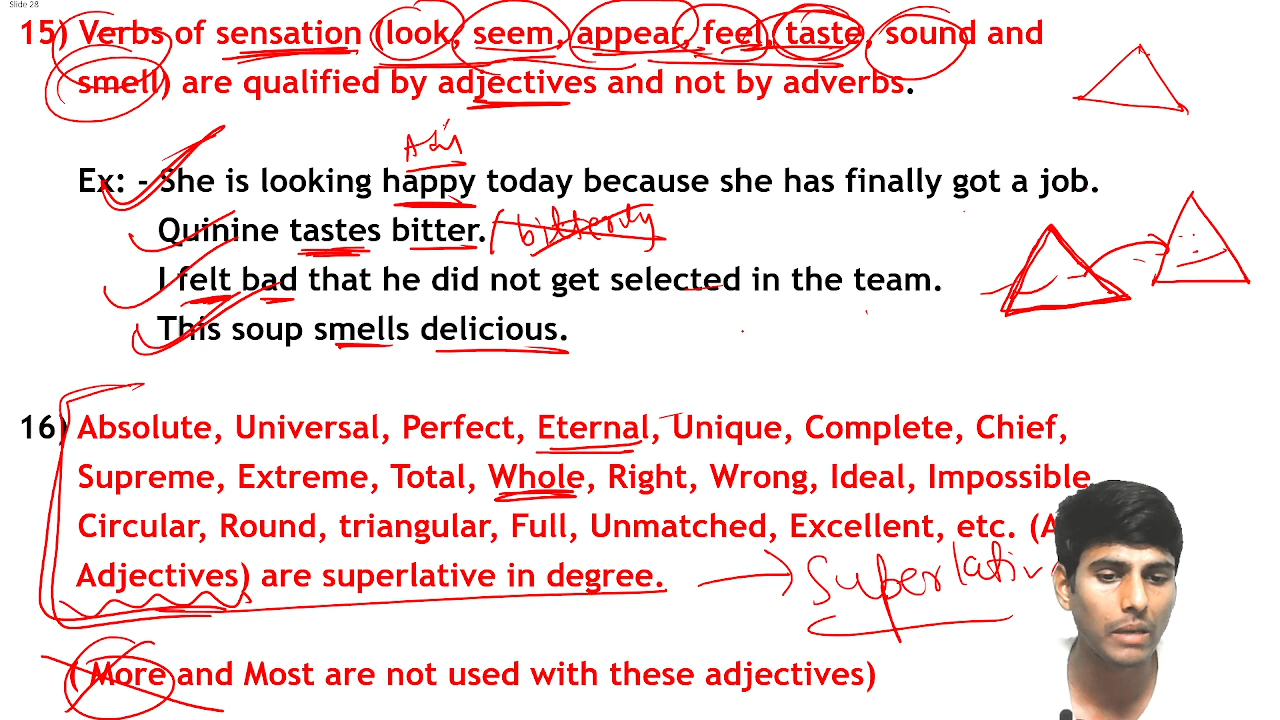 Slide 28
15) Verbs of sensation (look, seem, appear, feel, taste, sound and
smell) are qualified by adjectives and not by adverbs.
Adj
Ex: - She is looking happy today because she has finally got a job.
Quinine tastes bitter. (bitterity
I felt bad that he did not get selected in the team.
This soup smells delicious.
16) Absolute, Universal, Perfect, Eternal, Unique, Complete, Chief,
Supreme, Extreme, Total, Whole, Right, Wrong, Ideal, Impossible
Circular, Round, triangular, Full, Unmatched, Excellent, etc. (A
Adjectives) are superlative in degree.
Superlativ
( More and Most are not used with these adjectives)